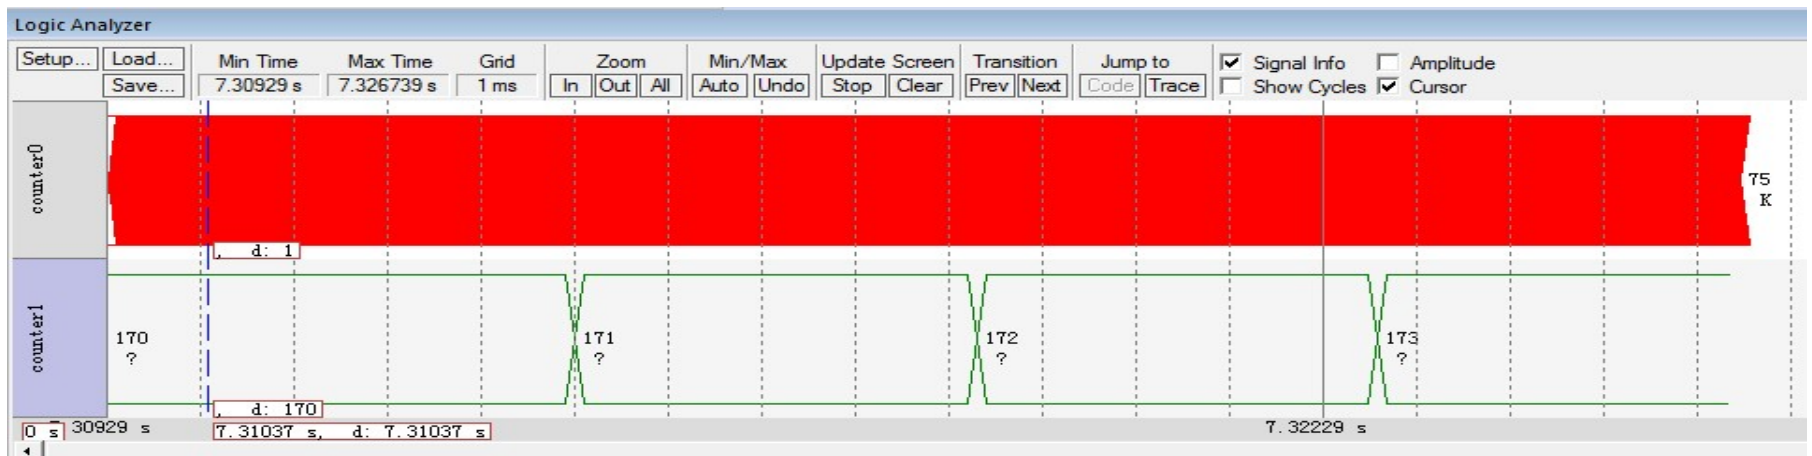 Logic Analyzer
Setup... Load... Min Time Max Time Grid Zoom Min/Max Update Screen Transition Jump to Signal Info Amplitude
Save... 7.30929 s 7.326739 s 1 ms In Out All Auto Undo Stop Clear Prev Next Code Trace Show Cycles Cursor
counter0
75
K
, d: 1
counter1
170 171 172 173
? ? ? ?
, d: 170
0 s 30929 s 7.31037 s, d: 7.31037 s 7.32229 s